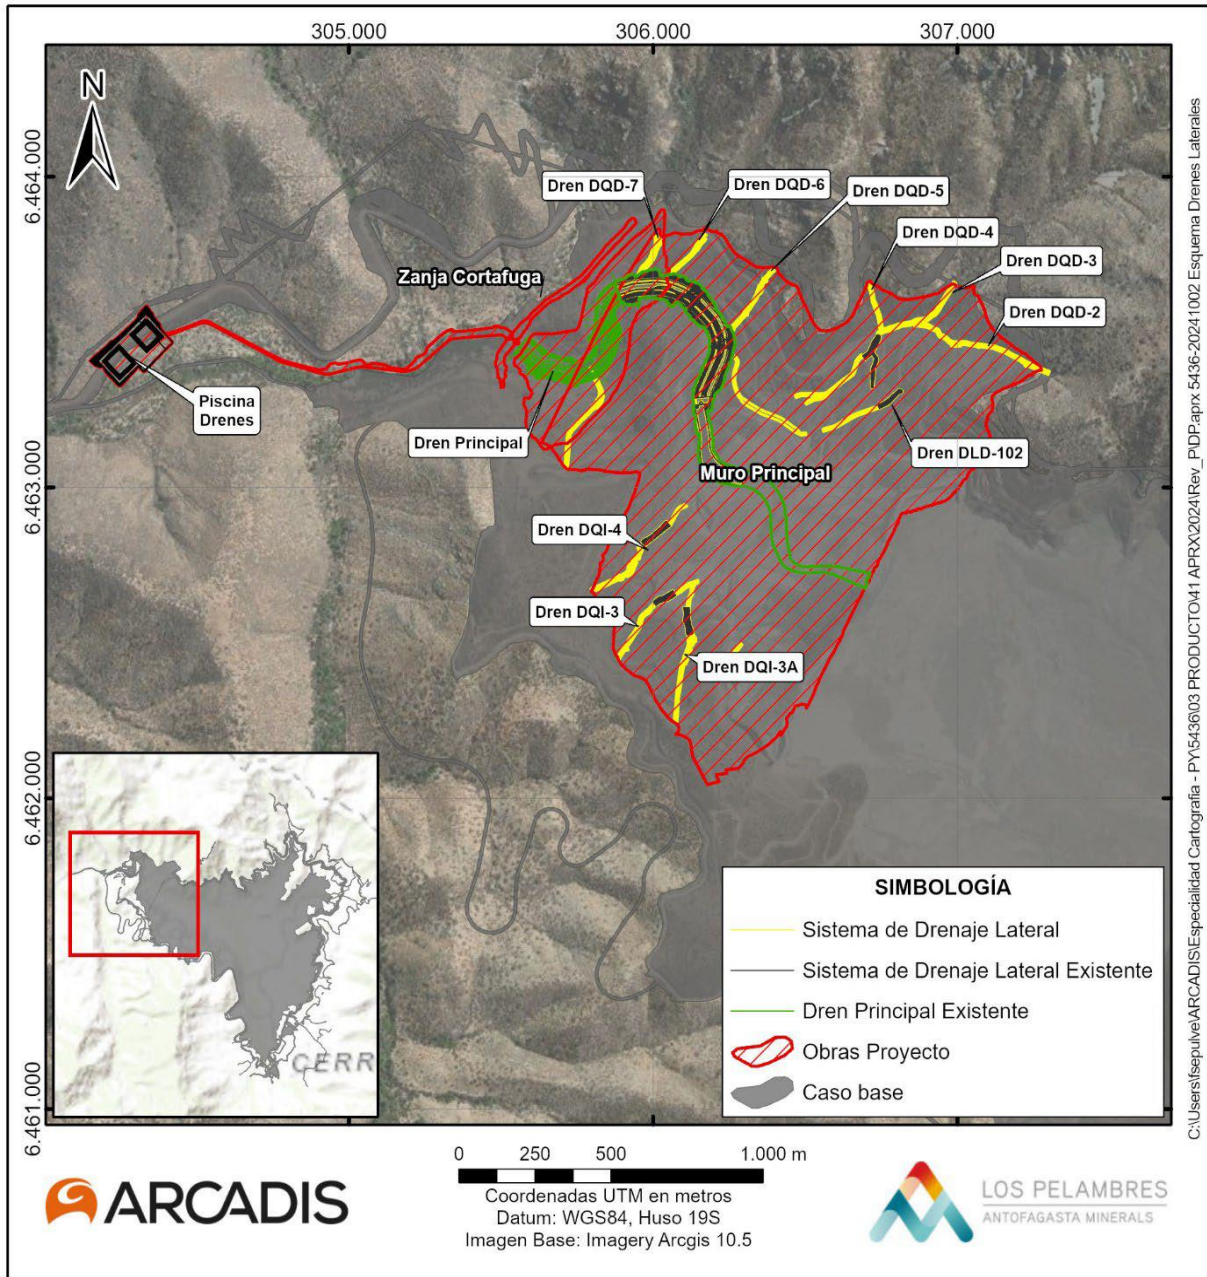 305.000
306.000
307.000
N
6.464.000
6.463.000
6.462.000
6.461.000
Dren DQD-7
Dren DQD-6
Dren DQD-5
Dren DQD-4
Dren DQD-3
Dren DQD-2
Zanja Cortafuga
Piscina
Drenes
Dren Principal
Dren DLD-102
Muro Principal
Dren DQI-4
Dren DQI-3
Dren DQI-3A
CERR
SIMBOLOGÍA
Sistema de Drenaje Lateral
Sistema de Drenaje Lateral Existente
Dren Principal Existente
Obras Proyecto
Caso base
C:\Users\fsepulve\ARCADIS\Especialidad Cartografia - PY\5436\03 PRODUCTO\41 APRX\2024\Rev_P\DP.aprx 5436-20241002 Esquema Drenes Laterales
0 250 500 1.000 m
Coordenadas UTM en metros
Datum: WGS84, Huso 19S
Imagen Base: Imagery Arcgis 10.5
ARCADIS
LOS PELAMBRES
ANTOFAGASTA MINERALS